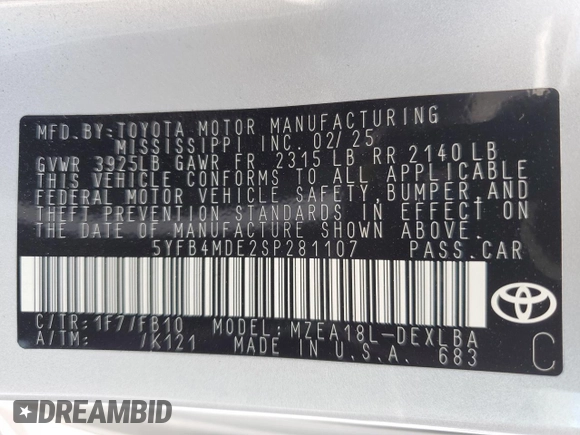 MFD.BY:TOYOTA MOTOR MANUFACTURING
MISSISSIPPI INC. 02/25
GVWR 3925LB GAWR FR 2315 LB RR 2140 LB
THIS VEHICLE CONFORMS TO ALL APPLICABLE
FEDERAL MOTOR VEHICLE SAFETY,BUMPER,AND
THEFT PREVENTION STANDARDS IN EFFECT ON
THE DATE OF MANUFACTURE SHOWN ABOVE.
5YFB4MDE2SP281107 PASS.CAR
C/TR: 1F7/FB10 MODEL: MZEA18L-DEXLBA
A/TM: /K121 MADE IN U.S.A. 683
C
DREAMBID